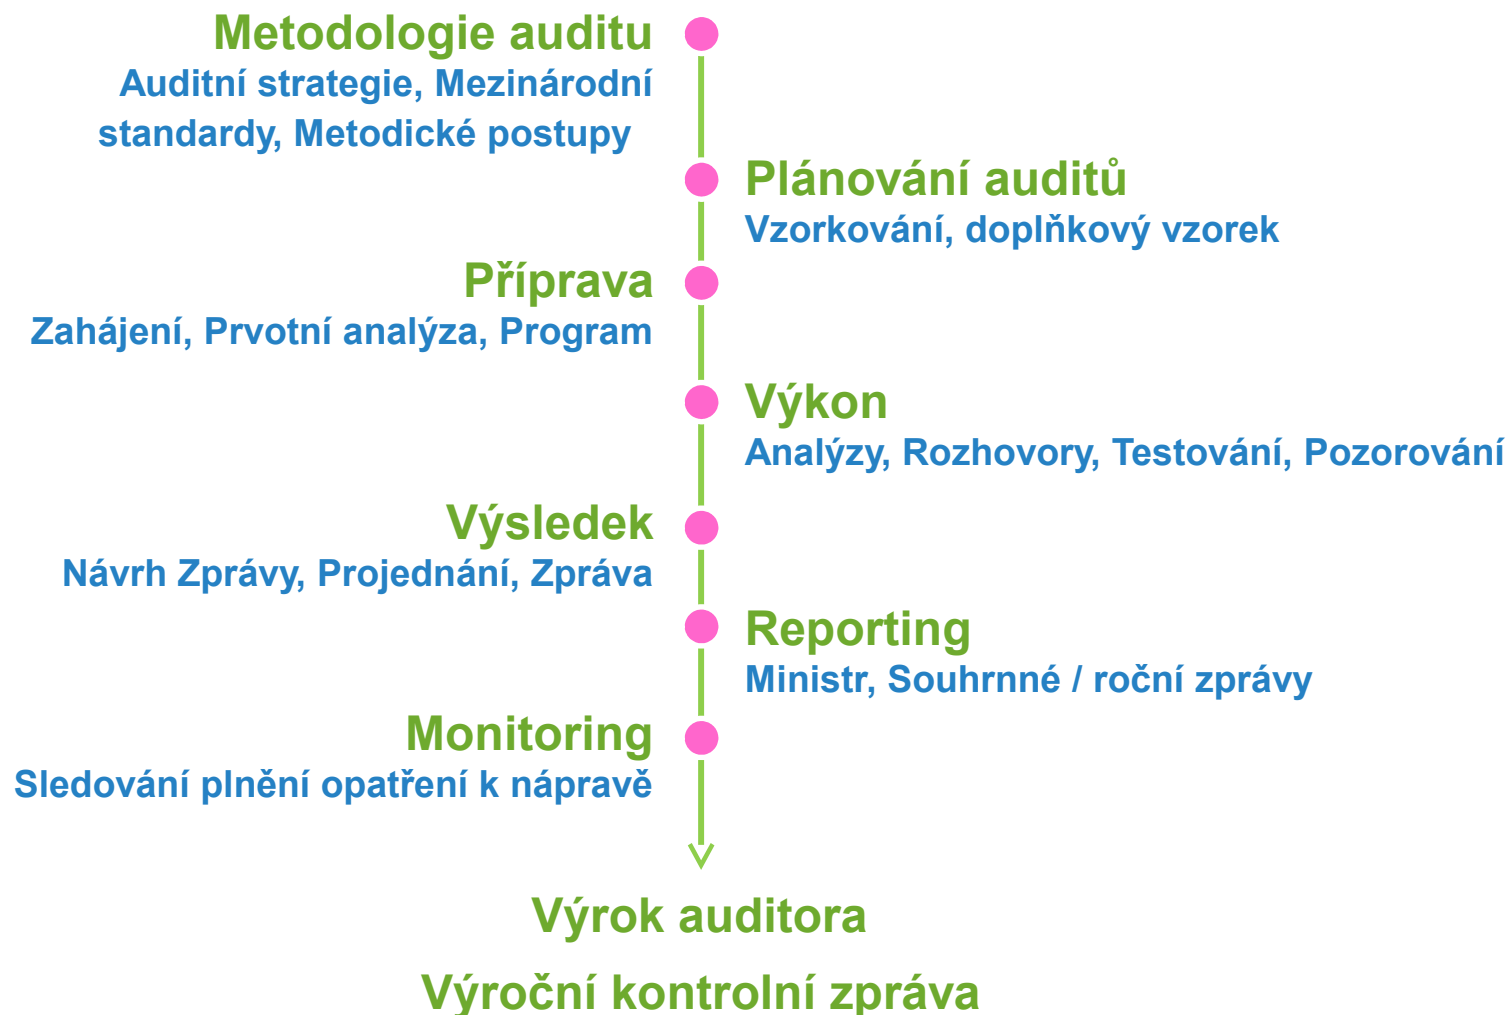 Metodologie auditu
Auditní strategie, Mezinárodní
standardy, Metodické postupy
Plánování auditů
Vzorkování, doplňkový vzorek
Příprava
Zahájení, Prvotní analýza, Program
Výkon
Analýzy, Rozhovory, Testování, Pozorování
Výsledek
Návrh Zprávy, Projednání, Zpráva
Reporting
Ministr, Souhrnné / roční zprávy
Monitoring
Sledování plnění opatření k nápravě
Výrok auditora
Výroční kontrolní zpráva